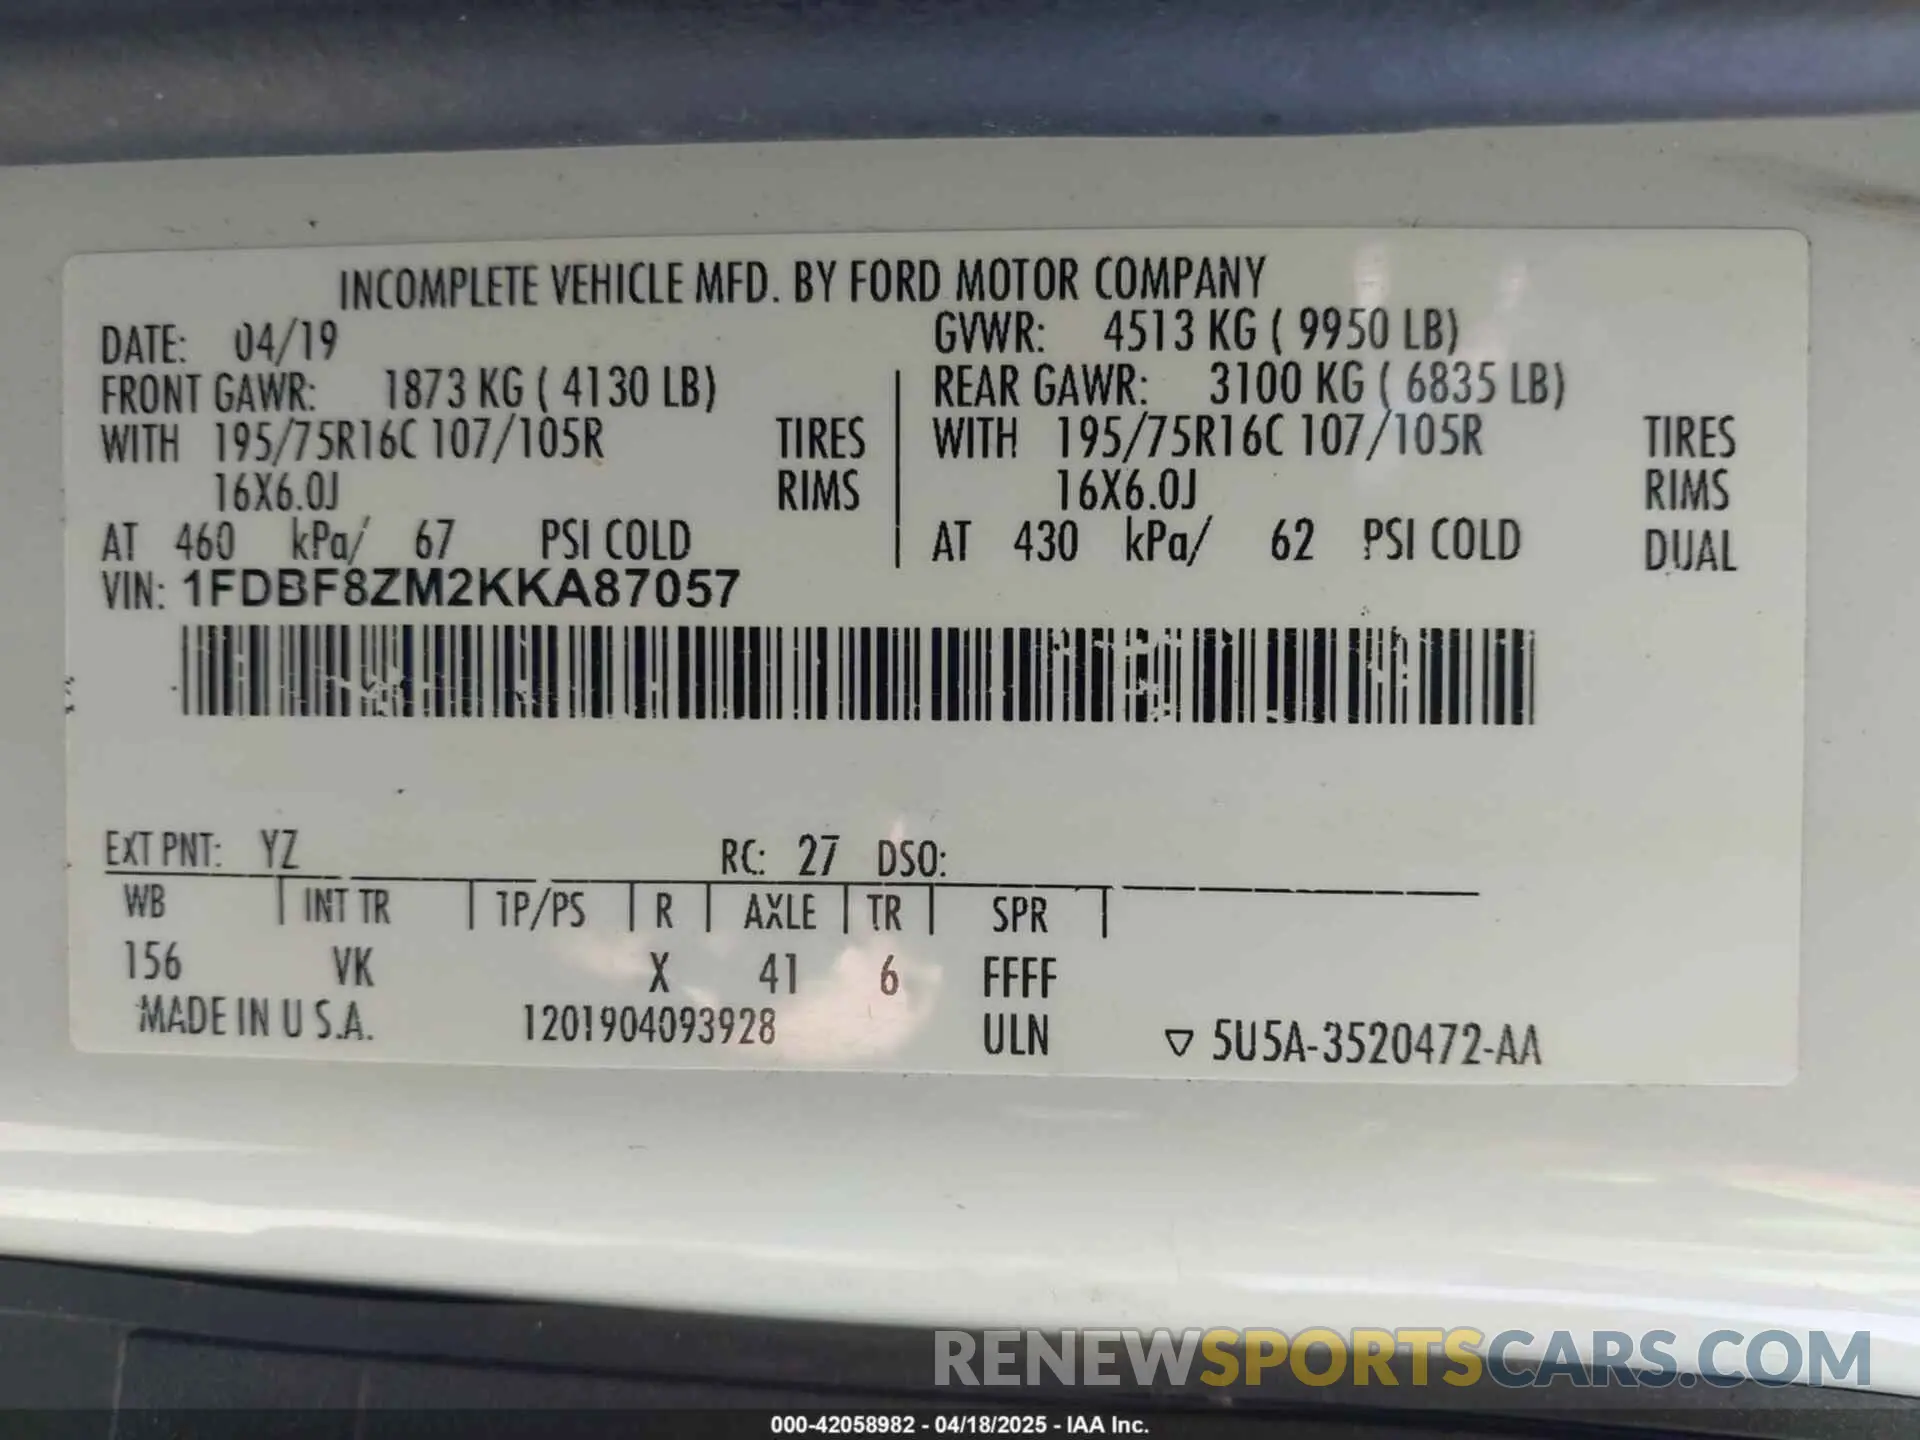 INCOMPLETE VEHICLE MFD. BY FORD MOTOR COMPANY
DATE: 04/19 GVWR: 4513 KG ( 9950 LB)
FRONT GAWR: 1873 KG ( 4130 LB) REAR GAWR: 3100 KG ( 6835 LB)
WITH 195/75R16C 107/105R TIRES WITH 195/75R16C 107/105R TIRES
16X6.0J RIMS 16X6.0J RIMS
AT 460 kPa/ 67 PSI COLD AT 430 kPa/ 62 PSI COLD DUAL
VIN: 1FDBF8ZM2KKA87057
EXT PNT: YZ RC: 27 DSO:
WB INT TR TP/PS R AXLE TR SPR
156 VK X 41 6 FFFF
MADE IN U.S.A. 1201904093928 ULN ▽ 5U5A-3520472-AA
RENEWSPORTSCARS.COM
000-42058982 - 04/18/2025 - IAA Inc.